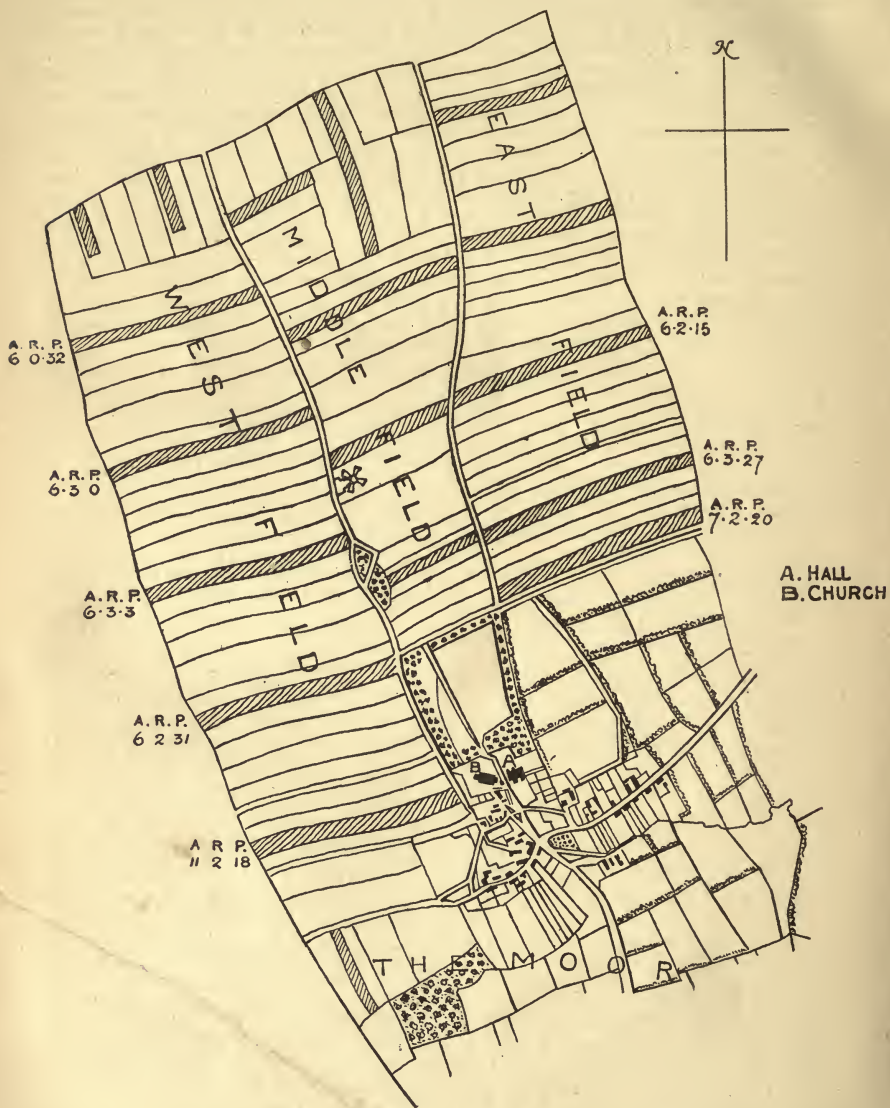 N
EAST
FIELD
MIDDLE
FIELD
WEST
FIELD
A.R.P.
6 0·32
A.R.P.
6·2·15
A.R.P.
6·3 0
A.R.P.
6·3·27
A.R.P.
7·2·20
A.R.P.
6·3·3
A. HALL
B. CHURCH
A.R.P.
6 2 31
B
A
A R P.
11 2 18
THE MOOR